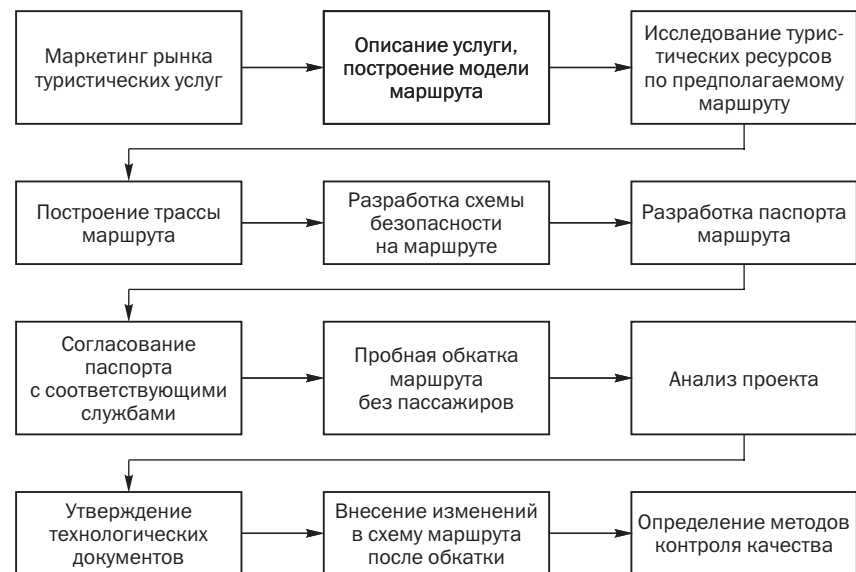 Маркетинг рынка
туристических услуг
Описание услуги,
построение модели
маршрута
Исследование турис-
тических ресурсов
по предполагаемому
маршруту
Построение трассы
маршрута
Разработка схемы
безопасности
на маршруте
Разработка паспорта
маршрута
Согласование
паспорта
с соответствующими
службами
Пробная обкатка
маршрута
без пассажиров
Анализ проекта
Утверждение
технологических
документов
Внесение изменений
в схему маршрута
после обкатки
Определение методов
контроля качества